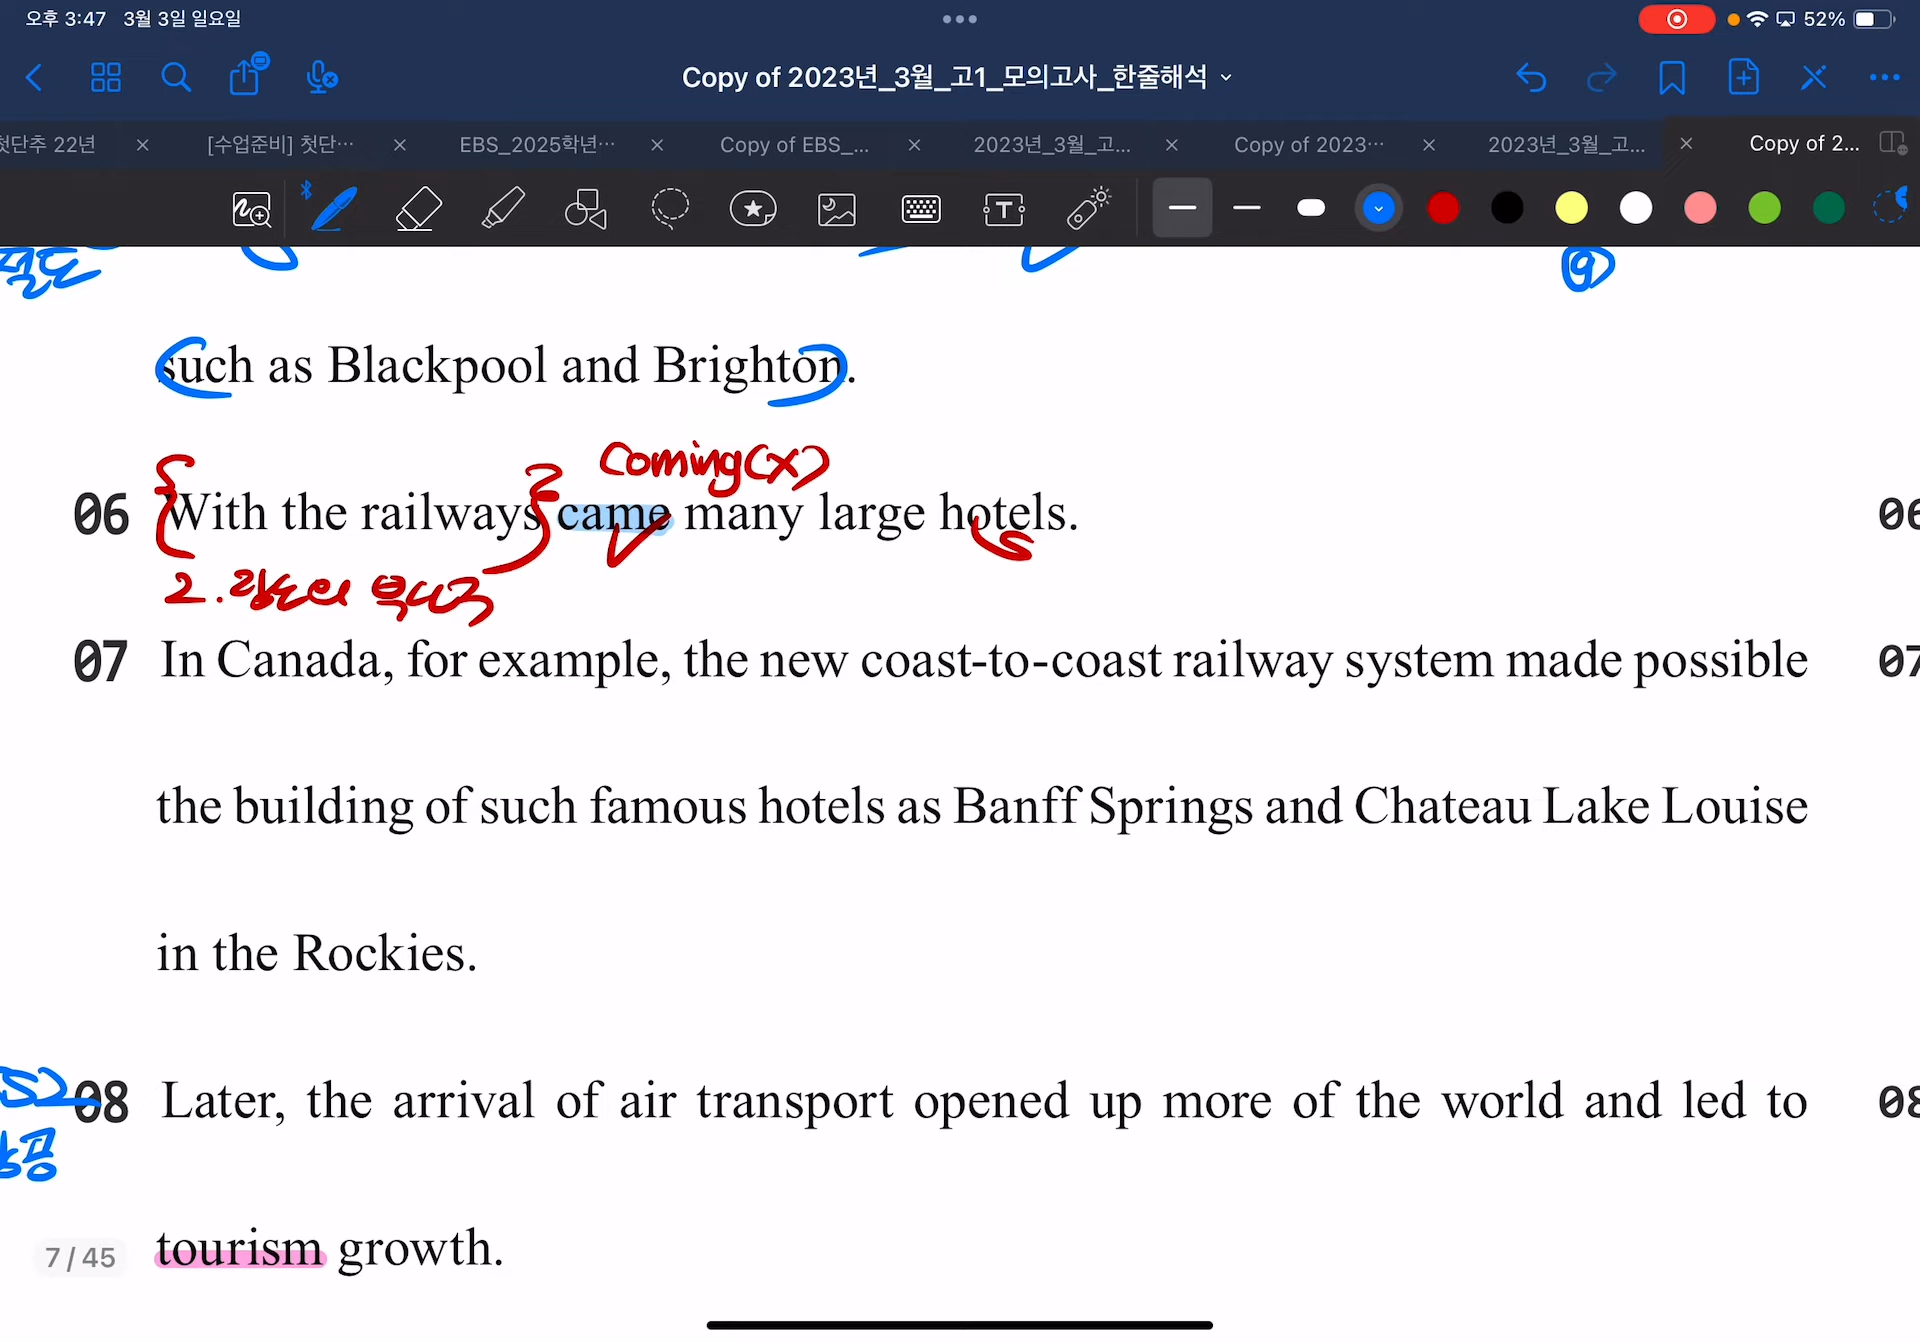 오후 3:47 3월 3일 일요일
52%
Copy of 2023년_3월_고1_모의고사_한줄해석
첫단추 22년
[수업준비] 첫단…
EBS_2025학년…
Copy of EBS_...
2023년_3월_고...
Copy of 2023…
2023년_3월_고...
Copy of 2...
such as Blackpool and Brighton.
coming(x)
06 With the railways came many large hotels. 06
S
2.
07 In Canada, for example, the new coast-to-coast railway system made possible 07
the building of such famous hotels as Banff Springs and Chateau Lake Louise
in the Rockies.
08 Later, the arrival of air transport opened up more of the world and led to 08
tourism growth.
7 / 45